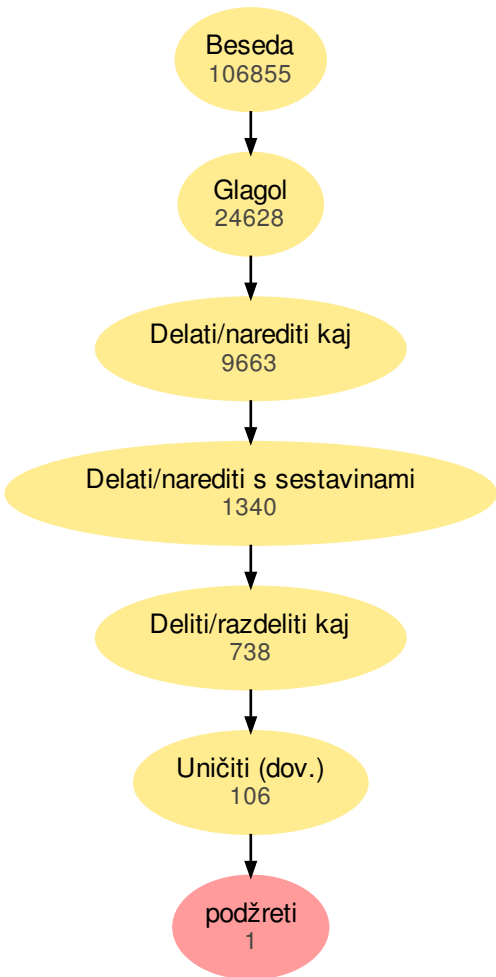 Beseda
106855
Glagol
24628
Delati/narediti kaj
9663
Delati/narediti s sestavinami
1340
Deliti/razdeliti kaj
738
Uničiti (dov.)
106
podžreti
1